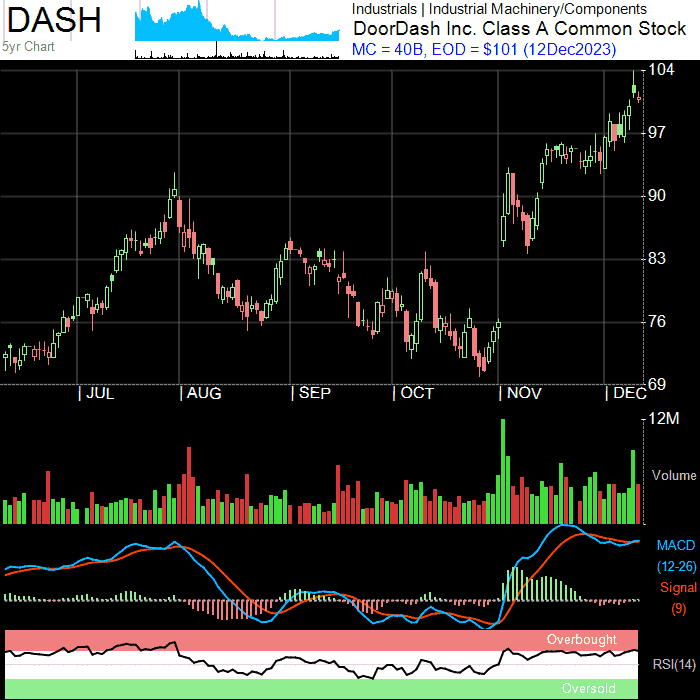 DASH
5yr Chart
Industrials | Industrial Machinery/Components
DoorDash Inc. Class A Common Stock
MC = 40B, EOD = $101 (12Dec2023)
104
97
90
83
76
69
| JUL | AUG | SEP | OCT | NOV | DEC
12M
Volume
MACD
(12-26)
Signal
(9)
Overbought
RSI(14)
Oversold